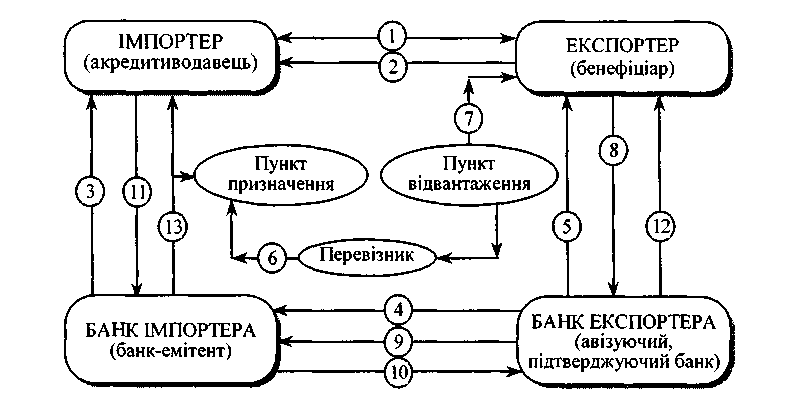 ІМПОРТЕР
(акредитиводавець)
1
2
ЕКСПОРТЕР
(бенефіціар)
7
Пункт
призначення
Пункт
відвантаження
8
3
11
13
6
Перевізник
5
12
БАНК ІМПОРТЕРА
(банк-емітент)
4
9
10
БАНК ЕКСПОРТЕРА
(авізуючий,
підтверджуючий банк)